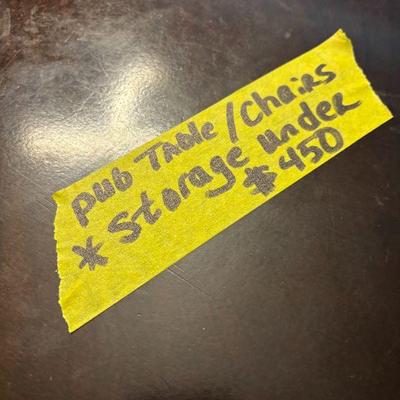 Pub Table/Chairs
* Storage under
$450